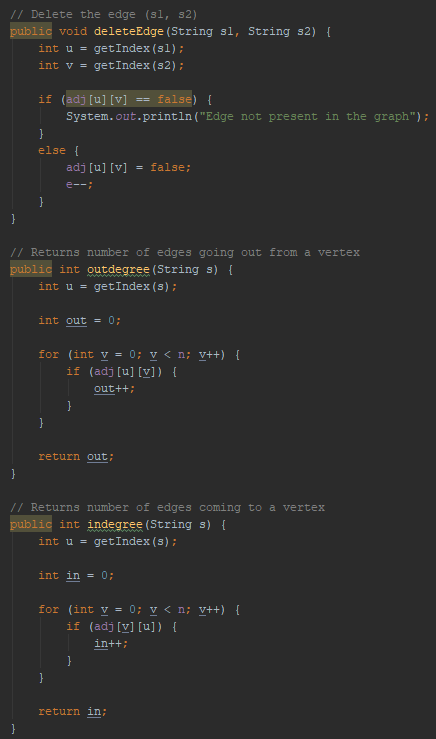 // Delete the edge (s1, s2)
public void deleteEdge(String s1, String s2) {
    int u = getIndex(s1);
    int v = getIndex(s2);

    if (adj[u][v] == false) {
        System.out.println("Edge not present in the graph");
    }
    else {
        adj[u][v] = false;
        e--;
    }
}

// Returns number of edges going out from a vertex
public int outdegree(String s) {
    int u = getIndex(s);

    int out = 0;

    for (int v = 0; v < n; v++) {
        if (adj[u][v]) {
            out++;
        }
    }

    return out;
}

// Returns number of edges coming to a vertex
public int indegree(String s) {
    int u = getIndex(s);

    int in = 0;

    for (int v = 0; v < n; v++) {
        if (adj[v][u]) {
            in++;
        }
    }

    return in;
}